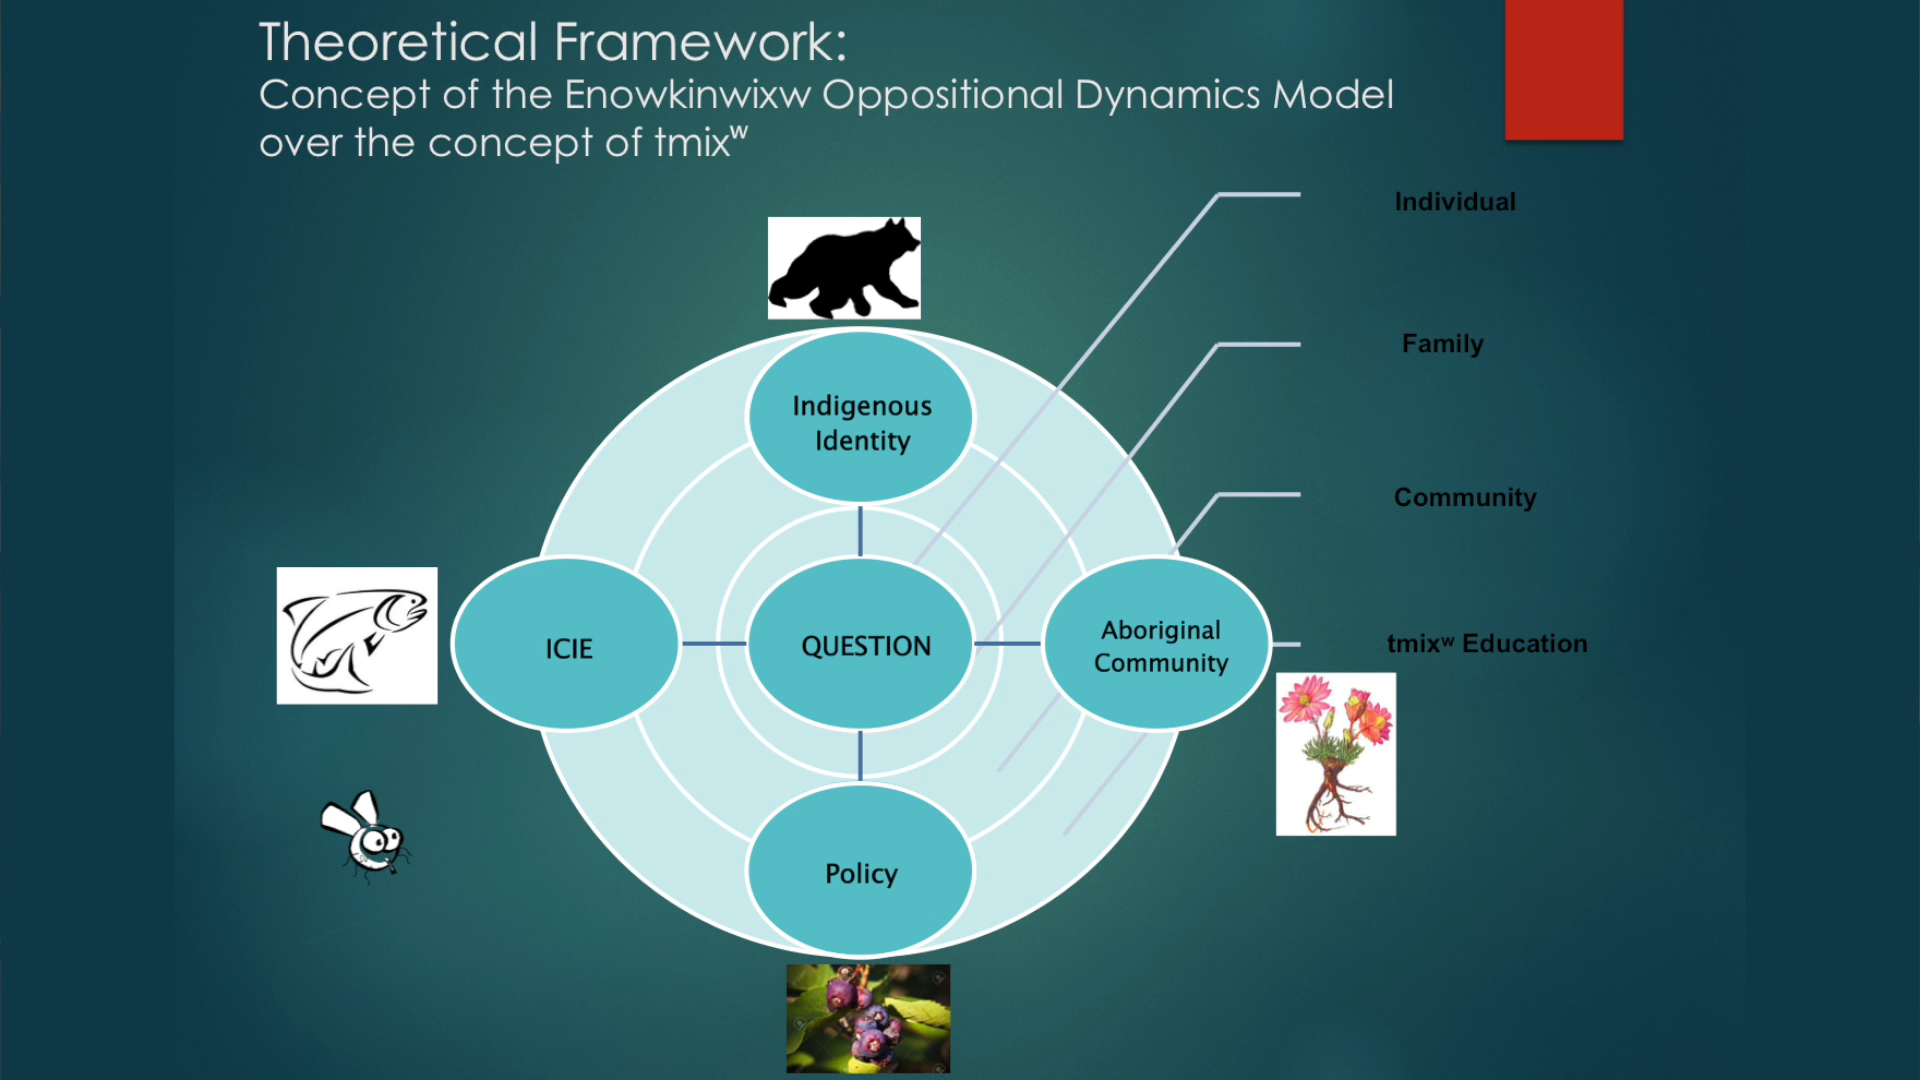 Theoretical Framework:
Concept of the Enowkinwixw Oppositional Dynamics Model
over the concept of tmixʷ
Individual
Family
Indigenous
Identity
Community
ICIE
QUESTION
Aboriginal
Community
tmixʷ Education
Policy